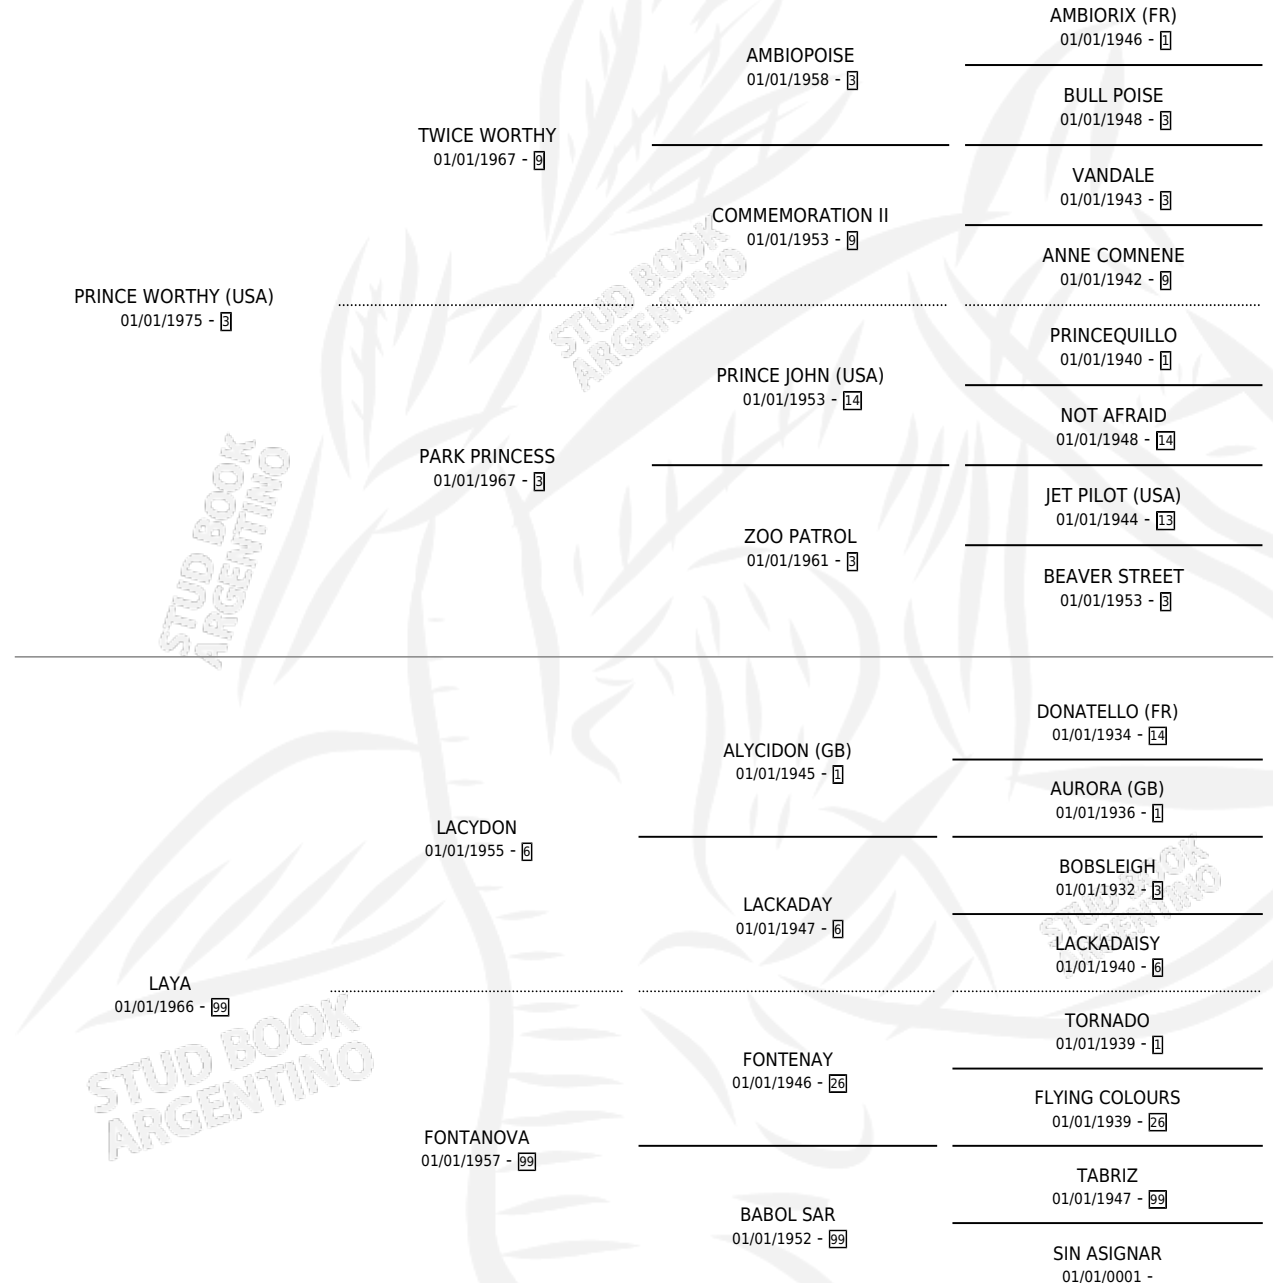 AMBIORIX (FR)
01/01/1946 - 1
AMBIOPOISE
01/01/1958 - 3
BULL POISE
01/01/1948 - 3
TWICE WORTHY
01/01/1967 - 9
VANDALE
01/01/1943 - 3
COMMEMORATION II
01/01/1953 - 9
ANNE COMNENE
01/01/1942 - 9
PRINCE WORTHY (USA)
01/01/1975 - 3
PRINCEQUILLO
01/01/1940 - 1
PRINCE JOHN (USA)
01/01/1953 - 14
NOT AFRAID
01/01/1948 - 14
PARK PRINCESS
01/01/1967 - 3
JET PILOT (USA)
01/01/1944 - 13
ZOO PATROL
01/01/1961 - 3
BEAVER STREET
01/01/1953 - 3
DONATELLO (FR)
01/01/1934 - 14
ALYCIDON (GB)
01/01/1945 - 1
AURORA (GB)
01/01/1936 - 1
LACYDON
01/01/1955 - 6
BOBSLEIGH
01/01/1932 - 3
LACKADAY
01/01/1947 - 6
LACKADAISY
01/01/1940 - 6
LAYA
01/01/1966 - 99
TORNADO
01/01/1939 - 1
FONTENAY
01/01/1946 - 26
FLYING COLOURS
01/01/1939 - 26
FONTANOVA
01/01/1957 - 99
TABRIZ
01/01/1947 - 99
BABOL SAR
01/01/1952 - 99
SIN ASIGNAR
01/01/0001 -
STUD BOOK
ARGENTINO
STUD BOOK
ARGENTINO
STUD BOOK
ARGENTINO
STUD BOOK
ARGENTINO